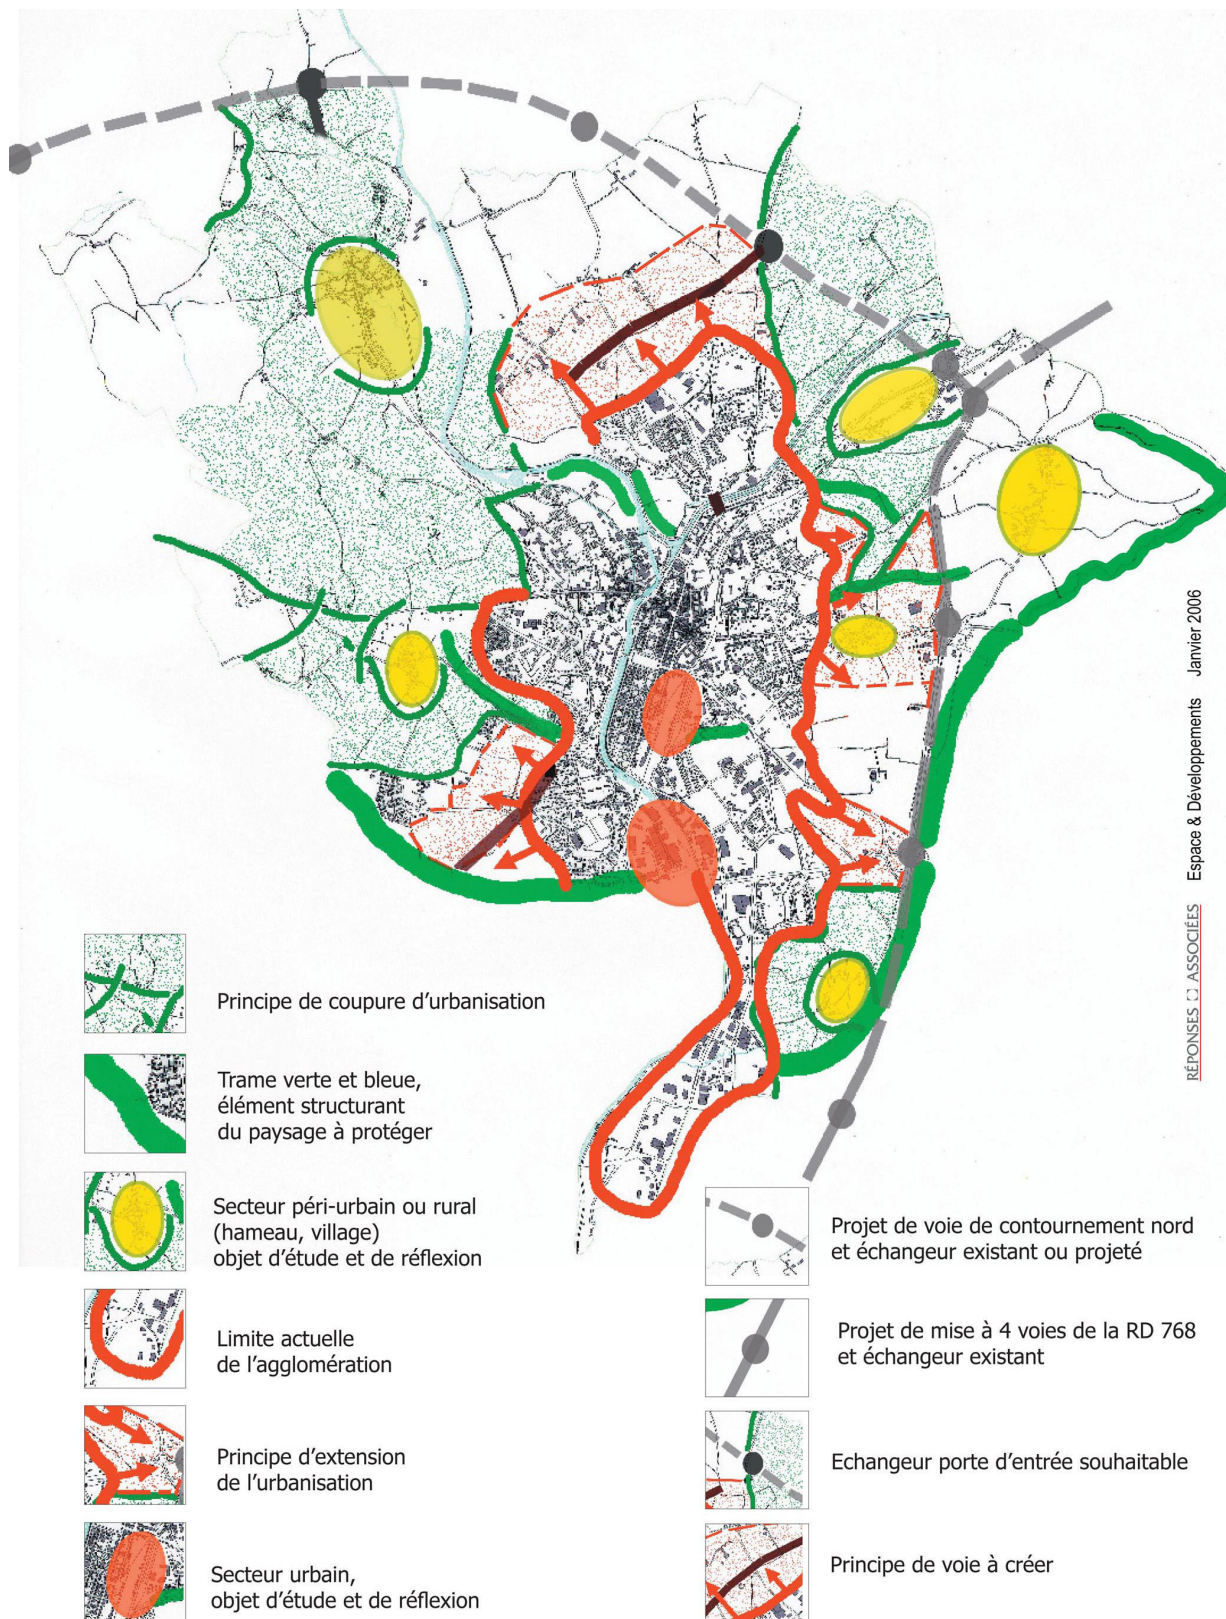 Espace & Développements Janvier 2006
RÉPONSES ASSOCIÉES
Principe de coupure d'urbanisation
Trame verte et bleue,
élément structurant
du paysage à protéger
Secteur péri-urbain ou rural
(hameau, village)
objet d'étude et de réflexion
Limite actuelle
de l'agglomération
Principe d'extension
de l'urbanisation
Secteur urbain,
objet d'étude et de réflexion
Projet de voie de contournement nord
et échangeur existant ou projeté
Projet de mise à 4 voies de la RD 768
et échangeur existant
Echangeur porte d'entrée souhaitable
Principe de voie à créer